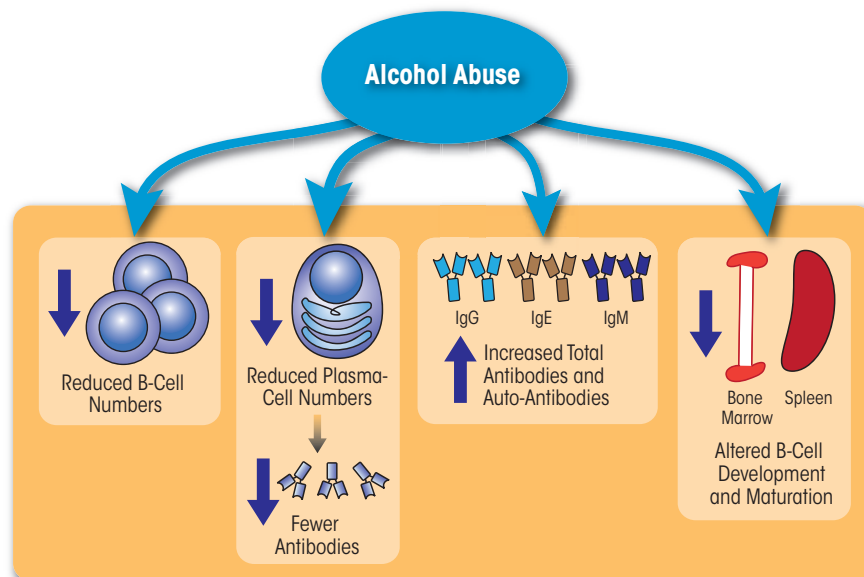 Alcohol Abuse
Reduced B-Cell
Numbers
Reduced Plasma-
Cell Numbers
Fewer
Antibodies
IgG
IgE
IgM
Increased Total
Antibodies and
Auto-Antibodies
Bone
Marrow
Spleen
Altered B-Cell
Development
and Maturation